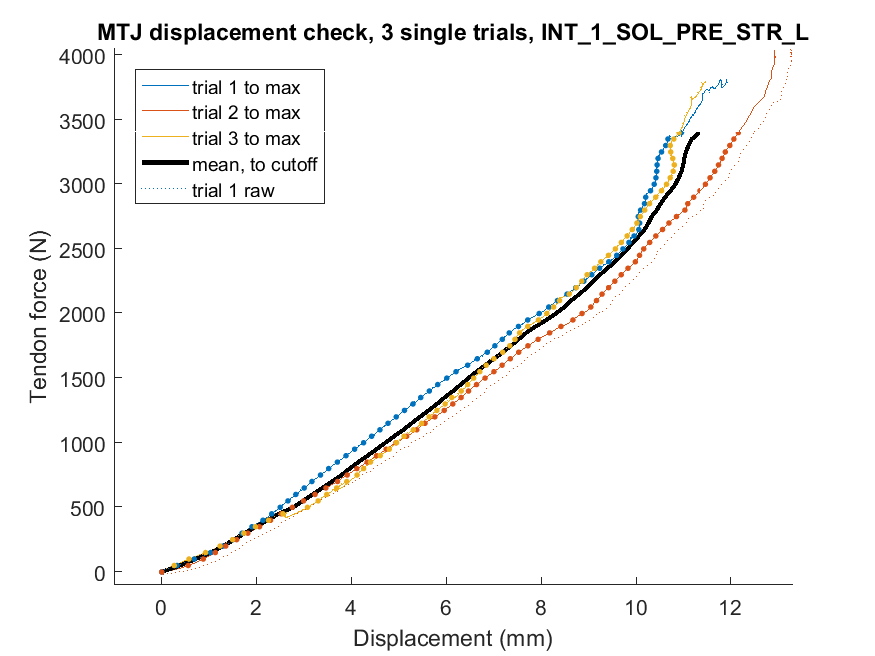 MTJ displacement check, 3 single trials, INT_1_SOL_PRE_STR_L
4000
3500
3000
2500
2000
1500
1000
500
0
Tendon force (N)
trial 1 to max
trial 2 to max
trial 3 to max
mean, to cutoff
trial 1 raw
0 2 4 6 8 10 12
Displacement (mm)